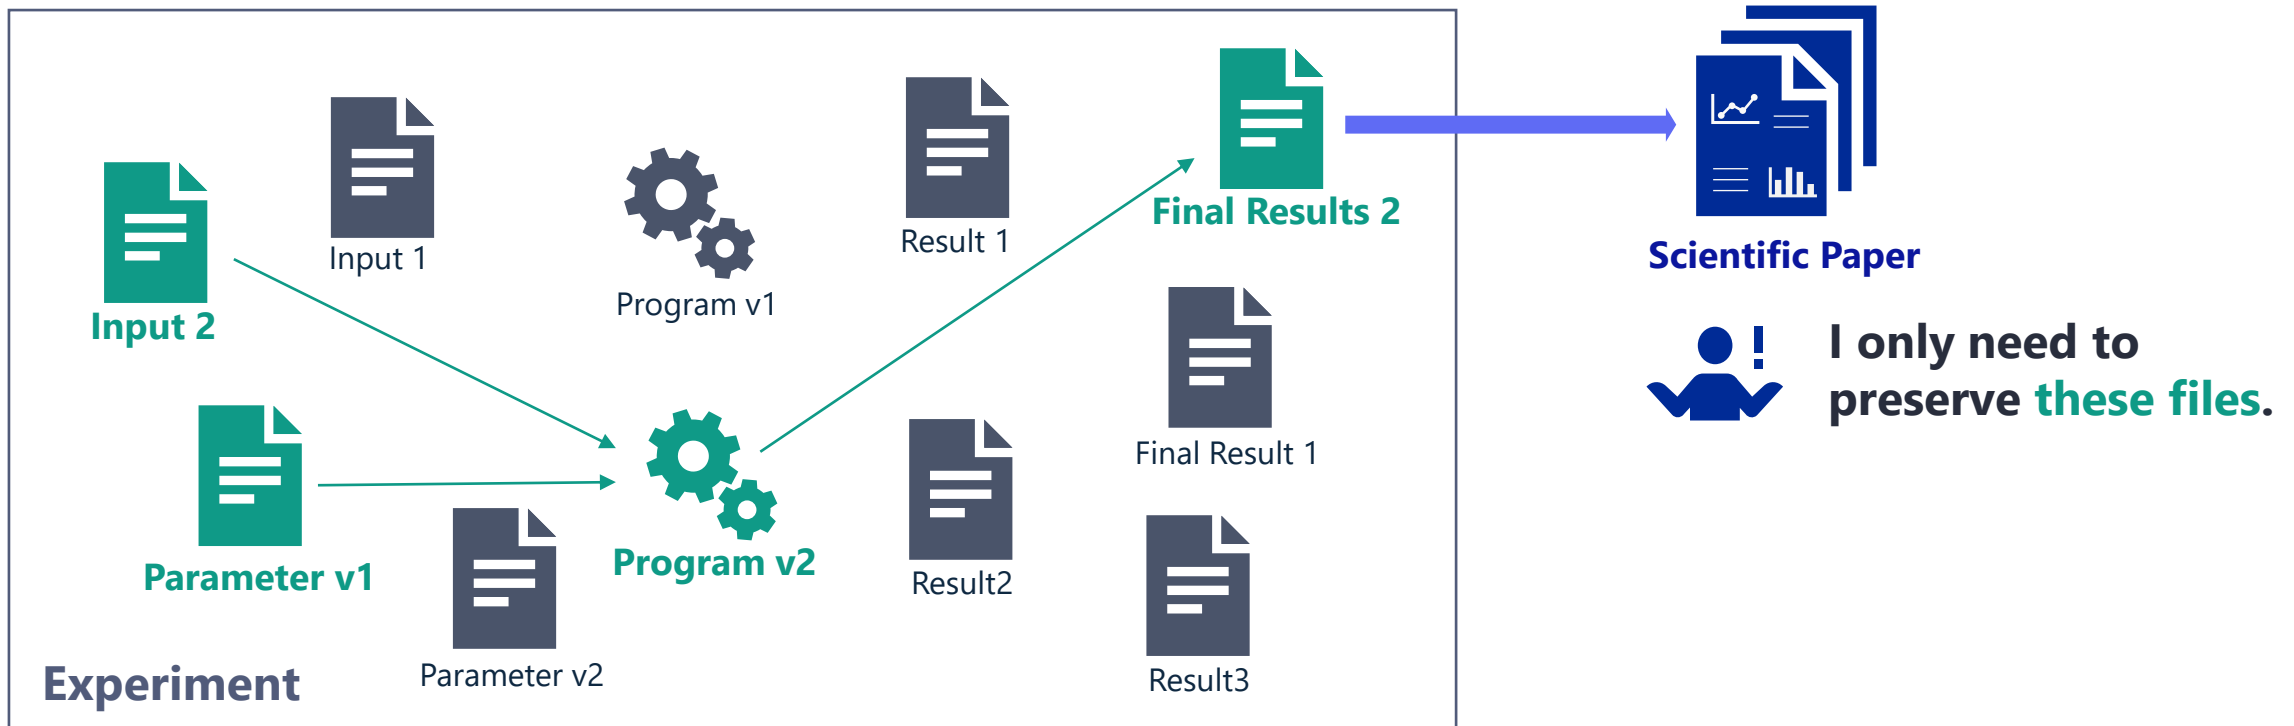 Input 1
Input 2
Program v1
Result 1
Final Results 2
Scientific Paper
I only need to
preserve these files.
Final Result 1
Parameter v1
Program v2
Result2
Parameter v2
Result3
Experiment